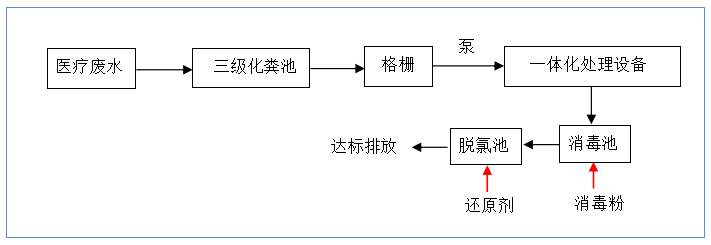 医疗废水
三级化粪池
格栅
泵
一体化处理设备
消毒池
脱氯池
达标排放
还原剂
消毒粉